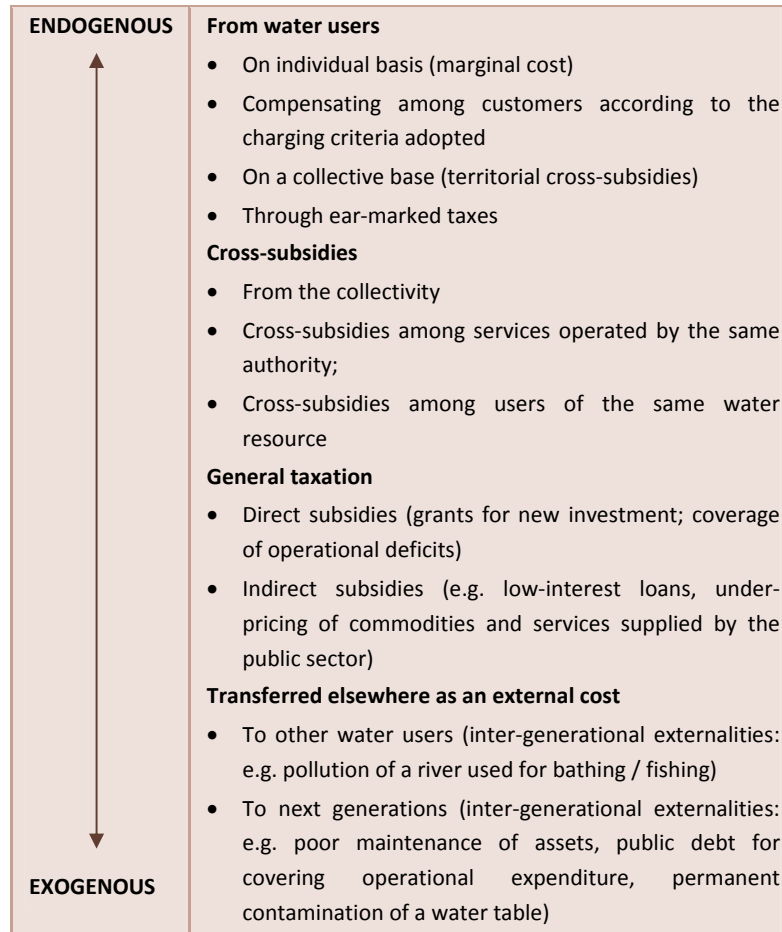 ENDOGENOUS
From water users
• On individual basis (marginal cost)
• Compensating among customers according to the
charging criteria adopted
• On a collective base (territorial cross-subsidies)
• Through ear-marked taxes
Cross-subsidies
• From the collectivity
• Cross-subsidies among services operated by the same
authority;
• Cross-subsidies among users of the same water
resource
General taxation
• Direct subsidies (grants for new investment; coverage
of operational deficits)
• Indirect subsidies (e.g. low-interest loans, under-
pricing of commodities and services supplied by the
public sector)
Transferred elsewhere as an external cost
• To other water users (inter-generational externalities:
e.g. pollution of a river used for bathing / fishing)
• To next generations (inter-generational externalities:
e.g. poor maintenance of assets, public debt for
covering operational expenditure, permanent
contamination of a water table)
EXOGENOUS